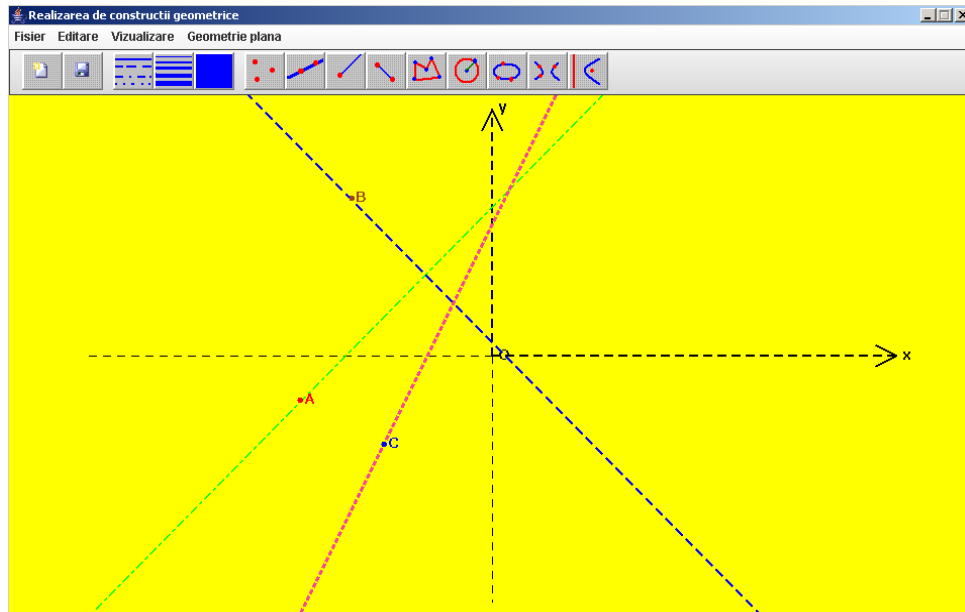 Realizarea de constructii geometrice
Fisier Editare Vizualizare Geometrie plana
y
B
O
x
A
C